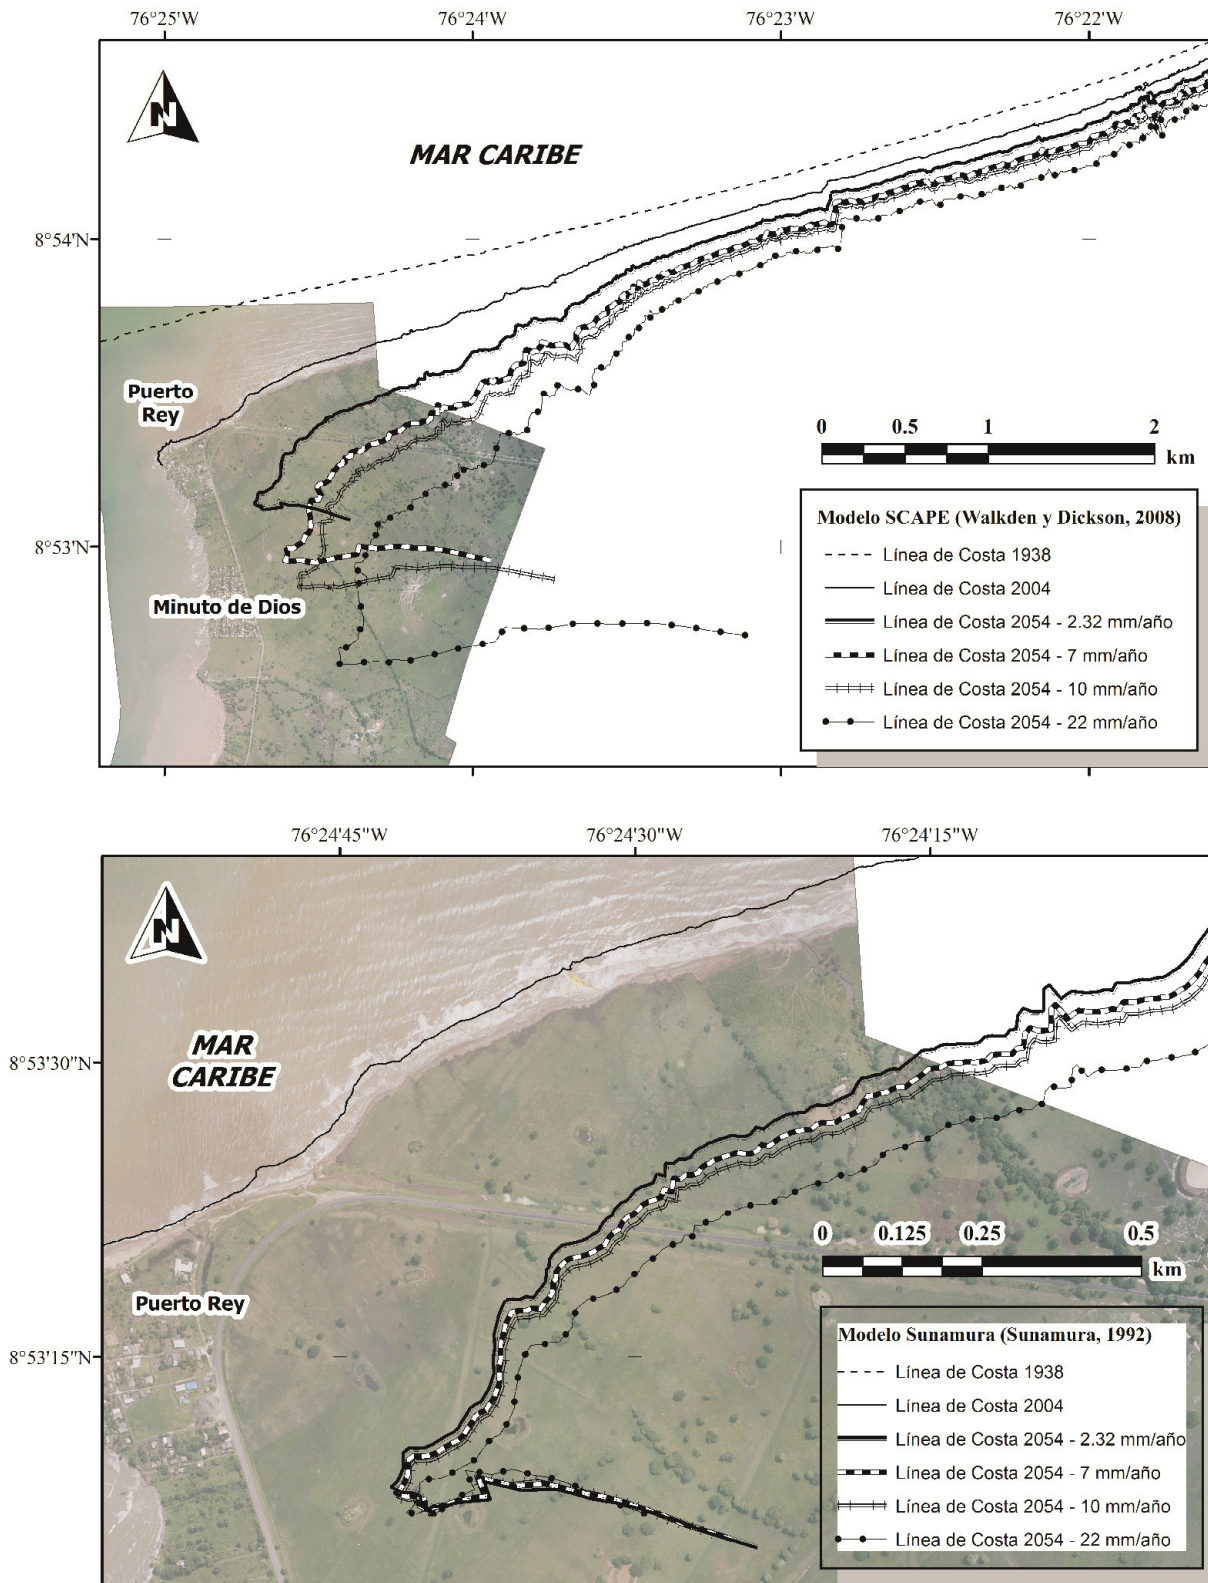 76°25'W 76°24'W 76°23'W 76°22'W
N
MAR CARIBE
8°54'N
Puerto
Rey
0 0.5 1 2
km
Modelo SCAPE (Walkden y Dickson, 2008)
Línea de Costa 1938
8°53'N
Línea de Costa 2004
Minuto de Dios
Línea de Costa 2054 - 2.32 mm/año
Línea de Costa 2054 - 7 mm/año
Línea de Costa 2054 - 10 mm/año
Línea de Costa 2054 - 22 mm/año
76°24'45"W 76°24'30"W 76°24'15"W
N
MAR
CARIBE
8°53'30"N
0 0.125 0.25 0.5
km
Puerto Rey
8°53'15"N
Modelo Sunamura (Sunamura, 1992)
Línea de Costa 1938
Línea de Costa 2004
Línea de Costa 2054 - 2.32 mm/año
Línea de Costa 2054 - 7 mm/año
Línea de Costa 2054 - 10 mm/año
Línea de Costa 2054 - 22 mm/año